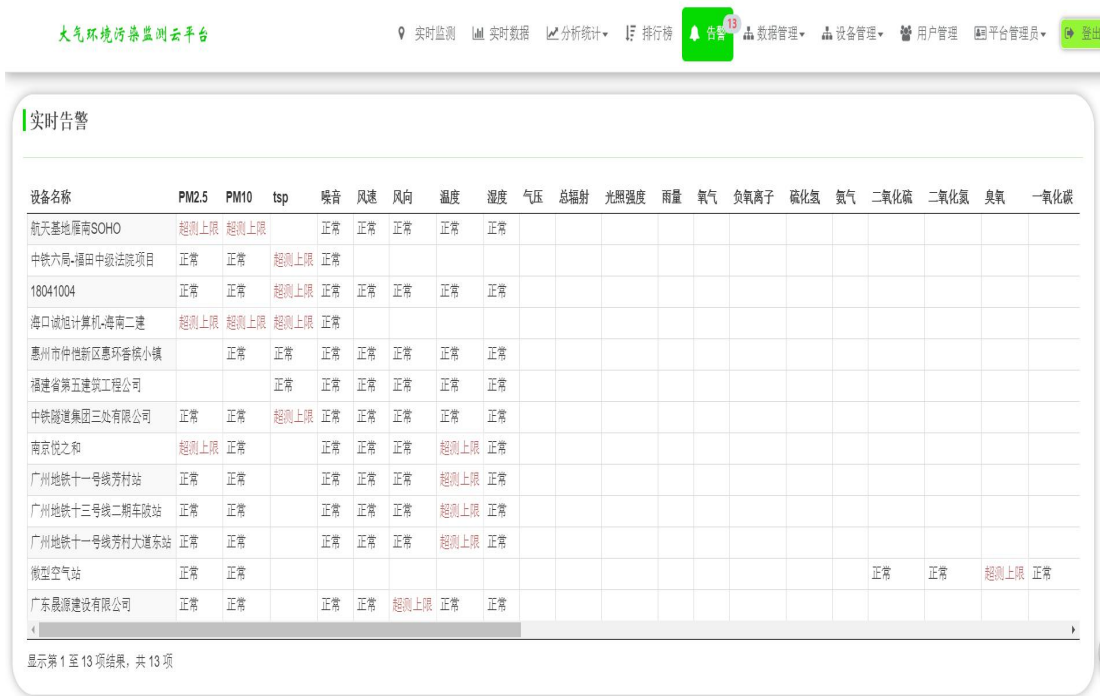 大气环境污染监测云平台
实时监测 实时数据 分析统计 排行榜 告警 13 数据管理 设备管理 用户管理 平台管理员 登出
实时告警
设备名称 PM2.5 PM10 tsp 噪音 风速 风向 温度 湿度 气压 总辐射 光照强度 雨量 氧气 负氧离子 硫化氢 氨气 二氧化硫 二氧化氮 臭氧 一氧化碳
航天基地雁南SOHO 超测上限 超测上限 正常 正常 正常 正常 正常
中铁六局-福田中级法院项目 正常 正常 超测上限 正常
18041004 正常 正常 超测上限 正常 正常 正常 正常 正常
海口诚旭计算机-海南二建 超测上限 超测上限 超测上限 正常
惠州市仲恺新区惠环香槟小镇 正常 正常 正常 正常 正常 正常 正常
福建省第五建筑工程公司 正常 正常 正常 正常 正常 正常
中铁隧道集团三处有限公司 正常 正常 超测上限 正常 正常 正常 正常 正常
南京悦之和 超测上限 正常 正常 正常 正常 超测上限 正常
广州地铁十一号线芳村站 正常 正常 正常 正常 正常 超测上限 正常
广州地铁十三号线二期车陂站 正常 正常 正常 正常 正常 超测上限 正常
广州地铁十一号线芳村大道东站 正常 正常 正常 正常 正常 超测上限 正常
微型空气站 正常 正常 正常 正常 超测上限 正常
广东晟源建设有限公司 正常 正常 正常 正常 超测上限 正常 正常
显示第 1 至 13 项结果，共 13 项